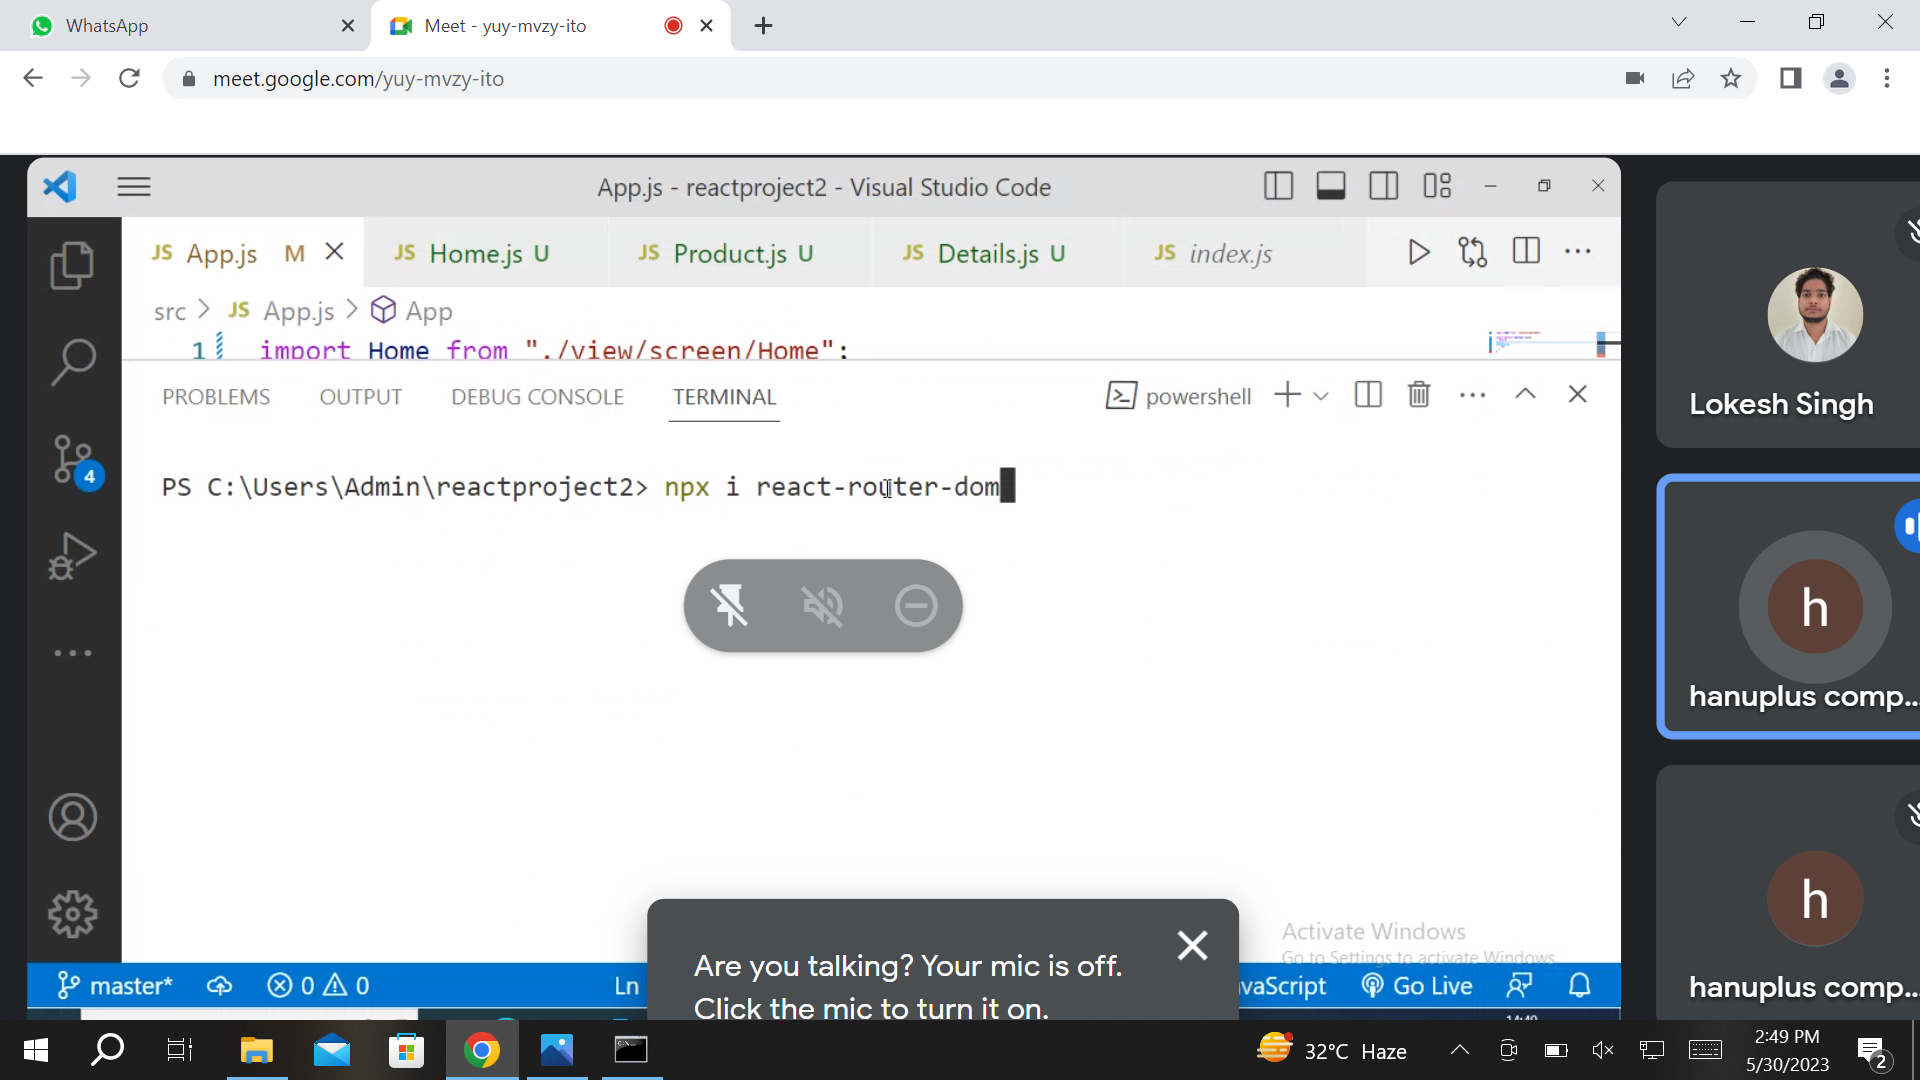 WhatsApp
Meet - yuy-mvzy-ito
meet.google.com/yuy-mvzy-ito
App.js - reactproject2 - Visual Studio Code
JS App.js M
JS Home.js U
JS Product.js U
JS Details.js U
JS index.js
src > JS App.js > App
1 import Home from "./view/screen/Home";
PROBLEMS OUTPUT DEBUG CONSOLE TERMINAL
powershell
PS C:\Users\Admin\reactproject2> npx i react-router-dom
4
Lokesh Singh
h
hanuplus comp...
h
hanuplus comp...
Activate Windows
Go to Settings to activate Windows.
Are you talking? Your mic is off.
Click the mic to turn it on.
master* 0 0 Ln
vaScript Go Live
32°C Haze
2:49 PM
5/30/2023
2